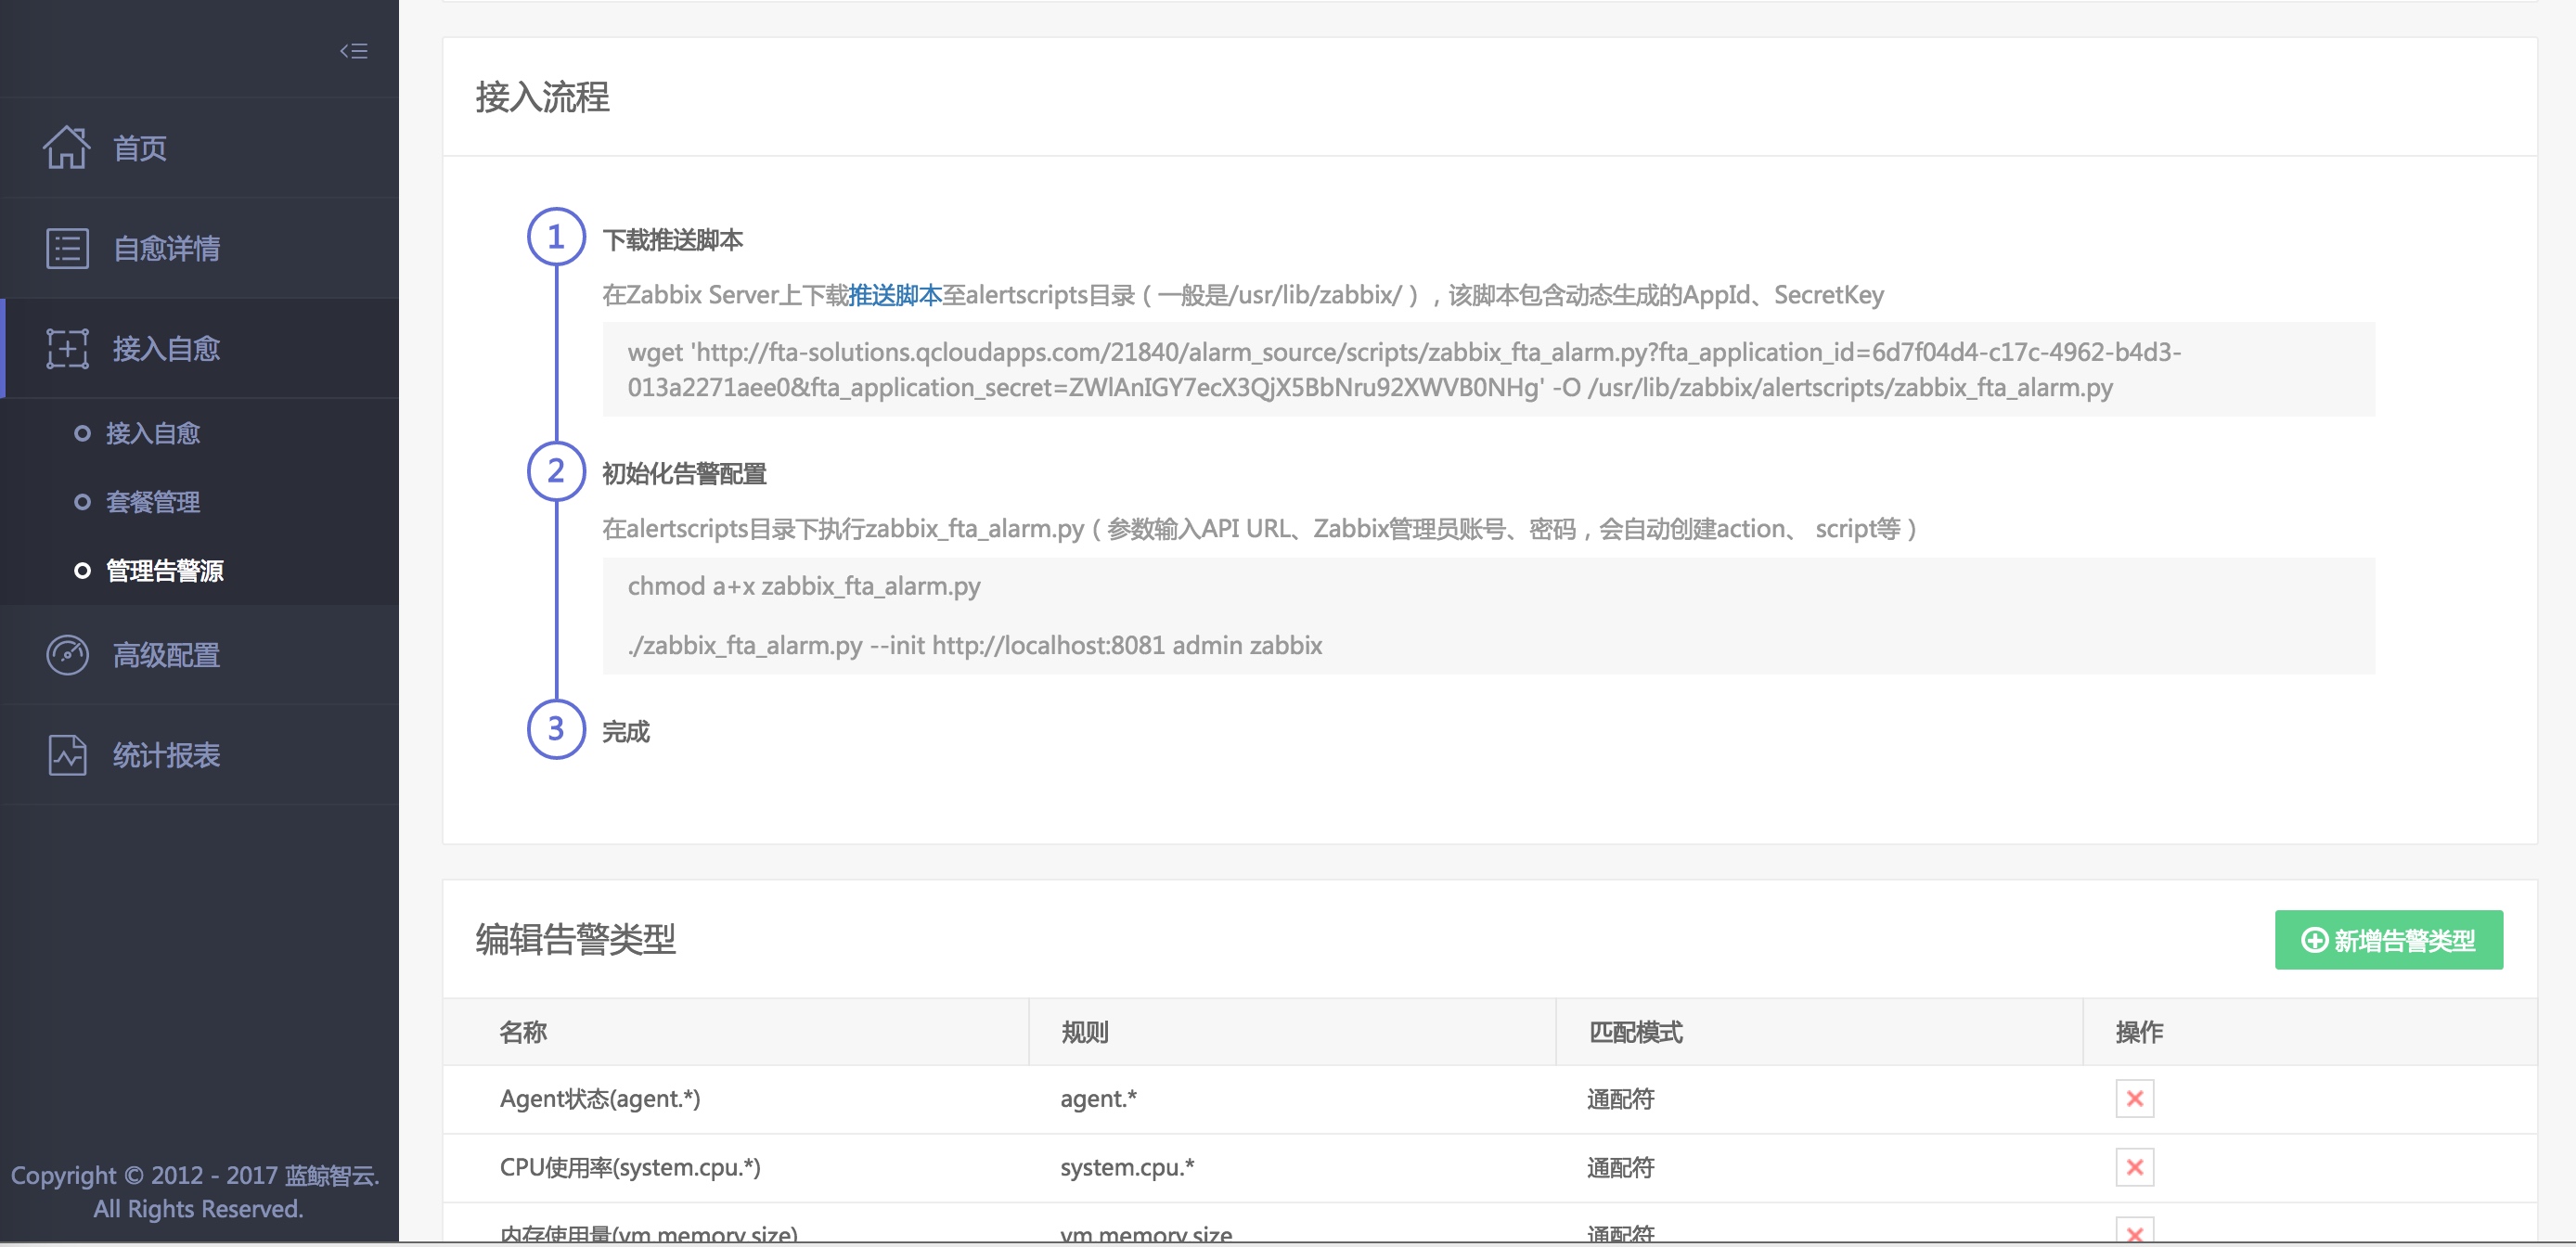 首页
自愈详情
接入自愈
接入自愈
套餐管理
管理告警源
高级配置
统计报表
Copyright © 2012 - 2017 蓝鲸智云.
All Rights Reserved.
接入流程
1 下载推送脚本
在Zabbix Server上下载推送脚本至alertscripts目录（一般是/usr/lib/zabbix/），该脚本包含动态生成的AppId、SecretKey
wget 'http://fta-solutions.qcloudapps.com/21840/alarm_source/scripts/zabbix_fta_alarm.py?fta_application_id=6d7f04d4-c17c-4962-b4d3-
013a2271aee0&fta_application_secret=ZWlAnIGY7ecX3QjX5BbNru92XWVB0NHg' -O /usr/lib/zabbix/alertscripts/zabbix_fta_alarm.py
2 初始化告警配置
在alertscripts目录下执行zabbix_fta_alarm.py（参数输入API URL、Zabbix管理员账号、密码，会自动创建action、 script等）
chmod a+x zabbix_fta_alarm.py
./zabbix_fta_alarm.py --init http://localhost:8081 admin zabbix
3 完成
编辑告警类型
新增告警类型
名称 规则 匹配模式 操作
Agent状态(agent.*) agent.* 通配符
CPU使用率(system.cpu.*) system.cpu.* 通配符
内存使用量(vm.memory.size) vm.memory.size 通配符